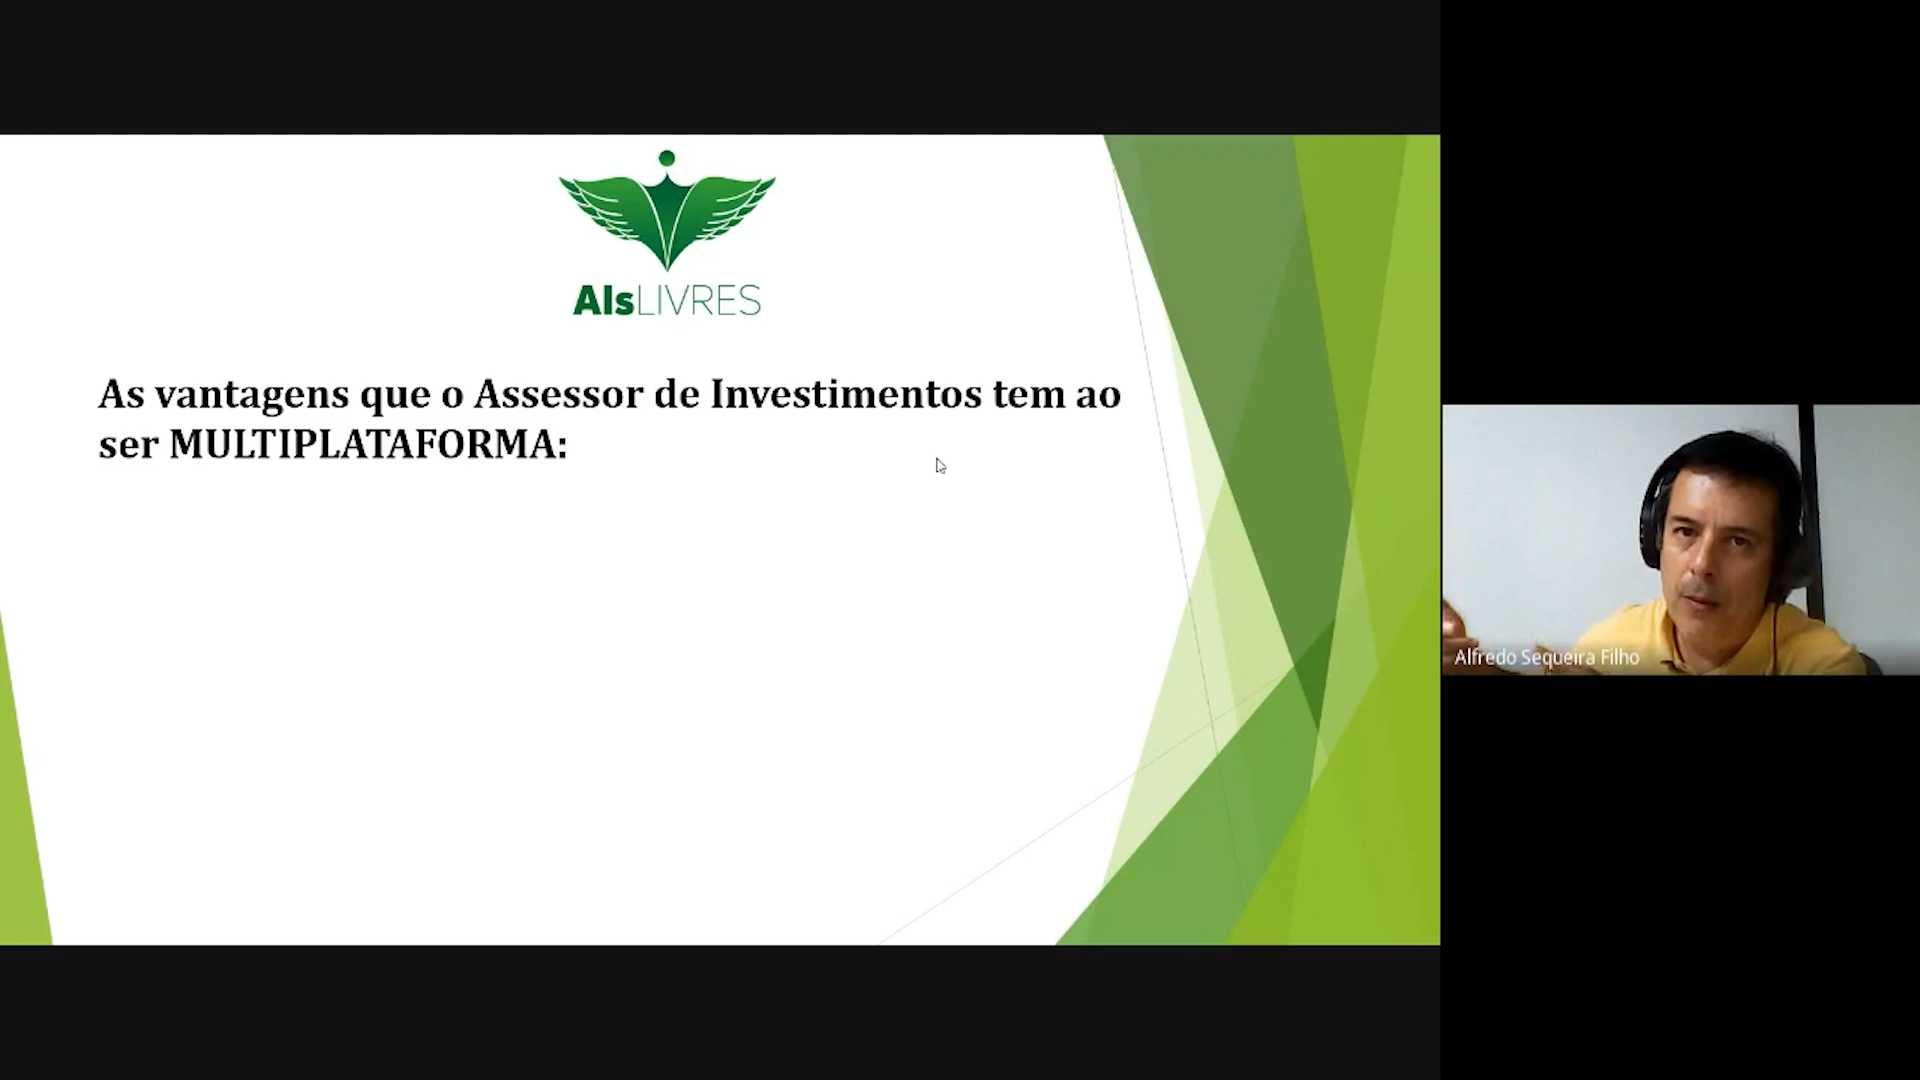 AIsLIVRES
As vantagens que o Assessor de Investimentos tem ao
ser MULTIPLATAFORMA:
Alfredo Sequeira Filho